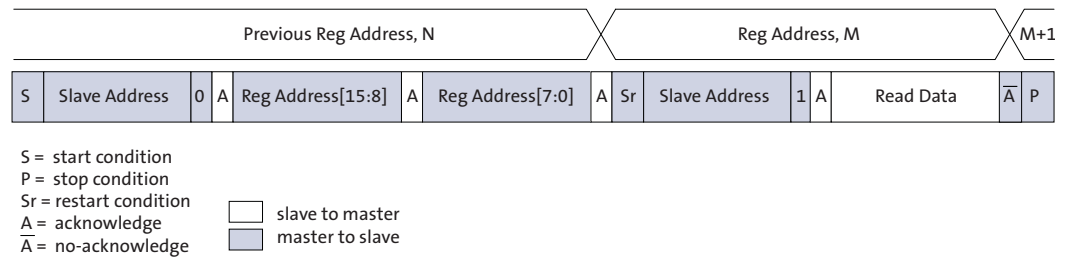 Previous Reg Address, N Reg Address, M M+1
S Slave Address 0 A Reg Address[15:8] A Reg Address[7:0] A Sr Slave Address 1 A Read Data A̅ P
S = start condition
P = stop condition
Sr = restart condition
A = acknowledge
A̅ = no-acknowledge
slave to master
master to slave